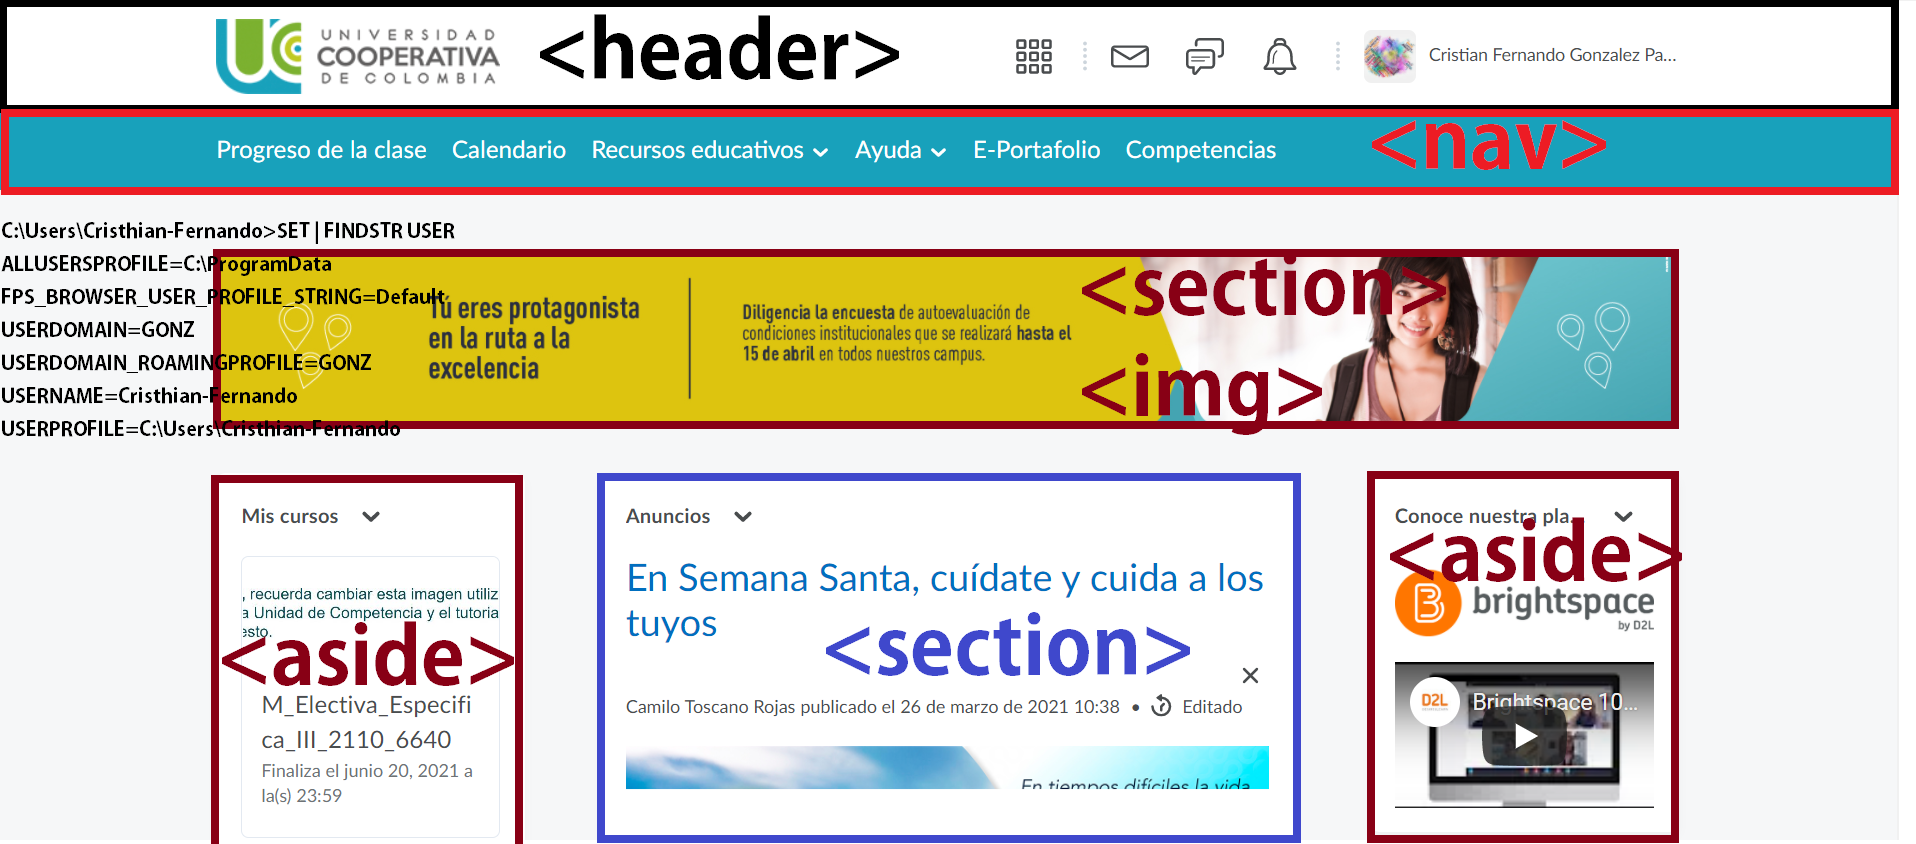 UNIVERSIDAD
COOPERATIVA
DE COLOMBIA
<header>
Cristian Fernando Gonzalez Pa...
Progreso de la clase Calendario Recursos educativos Ayuda E-Portafolio Competencias
<nav>
C:\Users\Cristhian-Fernando>SET | FINDSTR USER
ALLUSERSPROFILE=C:\ProgramData
FPS_BROWSER_USER_PROFILE_STRING=Default
USERDOMAIN=GONZ
USERDOMAIN_ROAMINGPROFILE=GONZ
USERNAME=Cristhian-Fernando
USERPROFILE=C:\Users\Cristhian-Fernando
Tú eres protagonista
en la ruta a la
excelencia
Diligencia la encuesta de autoevaluación de
condiciones institucionales que se realizará hasta el
15 de abril en todos nuestros campus.
<section>
<img>
Mis cursos
, recuerda cambiar esta imagen utiliz
a Unidad de Competencia y el tutoria
esto.
<aside>
M_Electiva_Especifi
ca_III_2110_6640
Finaliza el junio 20, 2021 a
la(s) 23:59
Anuncios
En Semana Santa, cuídate y cuida a los
tuyos
<section>
Camilo Toscano Rojas publicado el 26 de marzo de 2021 10:38 • Editado
En tiempos difíciles la vida
Conoce nuestra pla...
<aside>
brightspace
by D2L
D2L
Brightspace 10...